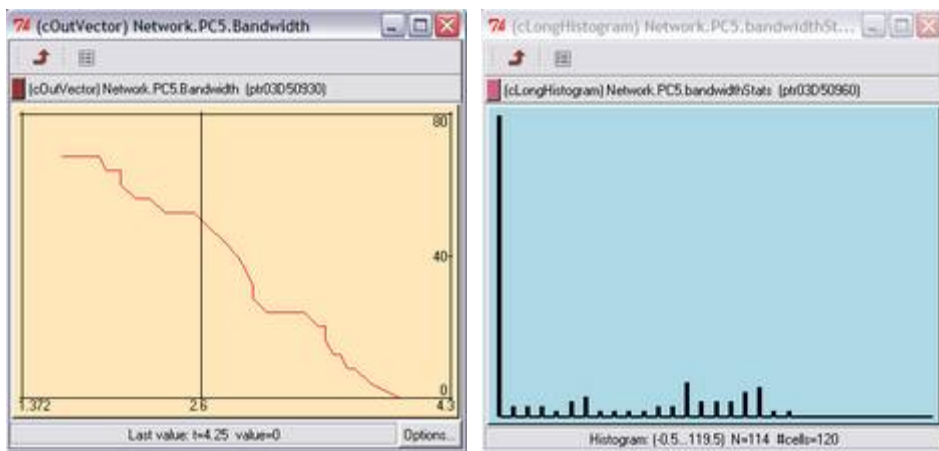 (cOutVector) Network.PC5.Bandwidth
(cOutVector) Network.PC5.Bandwidth (ptr03D50930)
80
40
0
1.372 2.6 4.3
Last value: t=4.25 value=0 Options...
(cLongHistogram) Network.PC5.bandwidthSt...
(cLongHistogram) Network.PC5.bandwidthStats (ptr03D50960)
Histogram: (-0.5...119.5) N=114 #cells=120